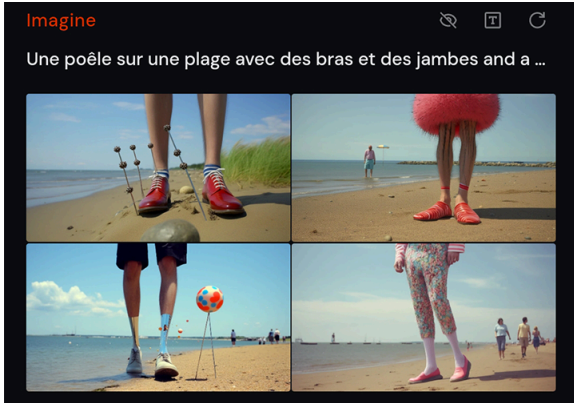 Imagine
T
Une poêle sur une plage avec des bras et des jambes and a ...